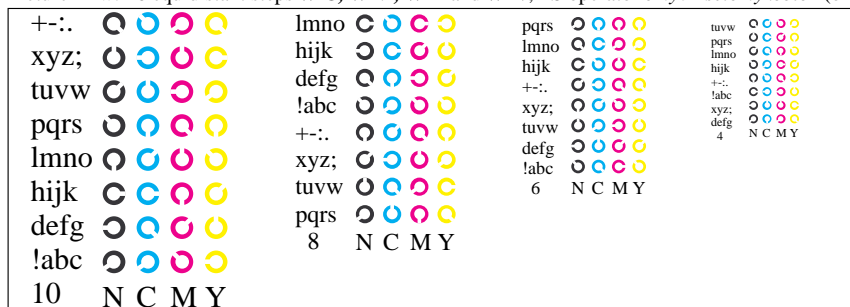 +-:.
xyz;
tuvw
pqrs
lmno
hijk
defg
!abc
10 N C M Y
lmno
hijk
defg
!abc
+-:.
xyz;
tuvw
pqrs
8 N C M Y
pqrs
lmno
hijk
+-:.
xyz;
tuvw
defg
!abc
6 N C M Y
tuvw
pqrs
lmno
hijk
+-:.
!abc
xyz;
defg
4 N C M Y